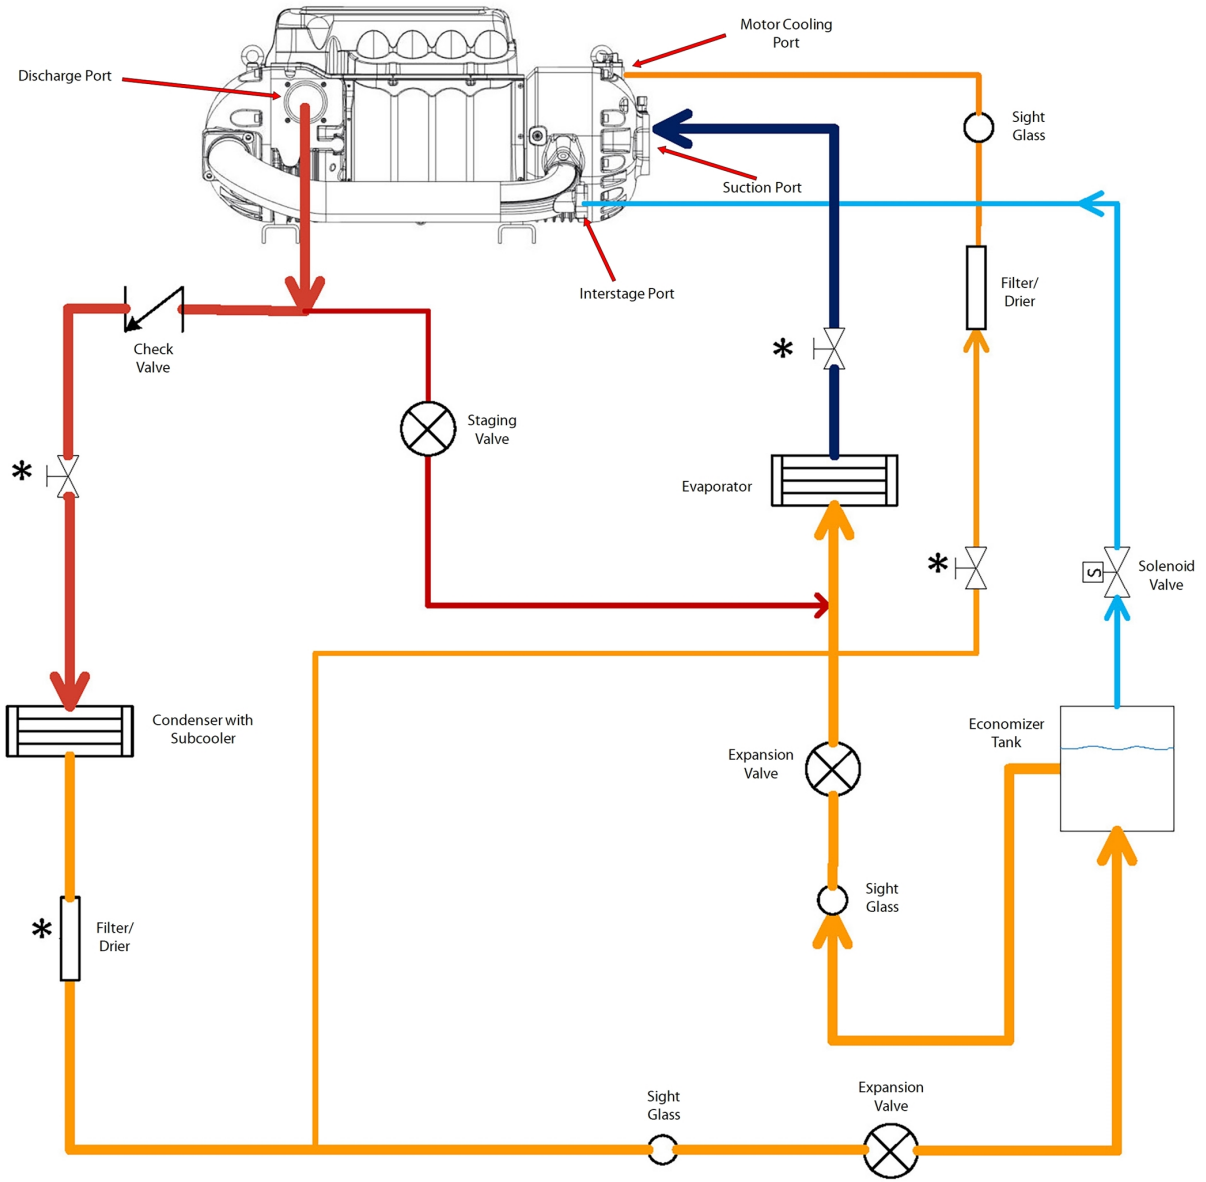 Motor Cooling
Port
Discharge Port
Sight
Glass
Suction Port
Interstage Port
Filter/
Drier
Check
Valve
*
Staging
Valve
*
Evaporator
*
S
Solenoid
Valve
Condenser with
Subcooler
Economizer
Tank
Expansion
Valve
Sight
Glass
*
Filter/
Drier
Sight
Glass
Expansion
Valve